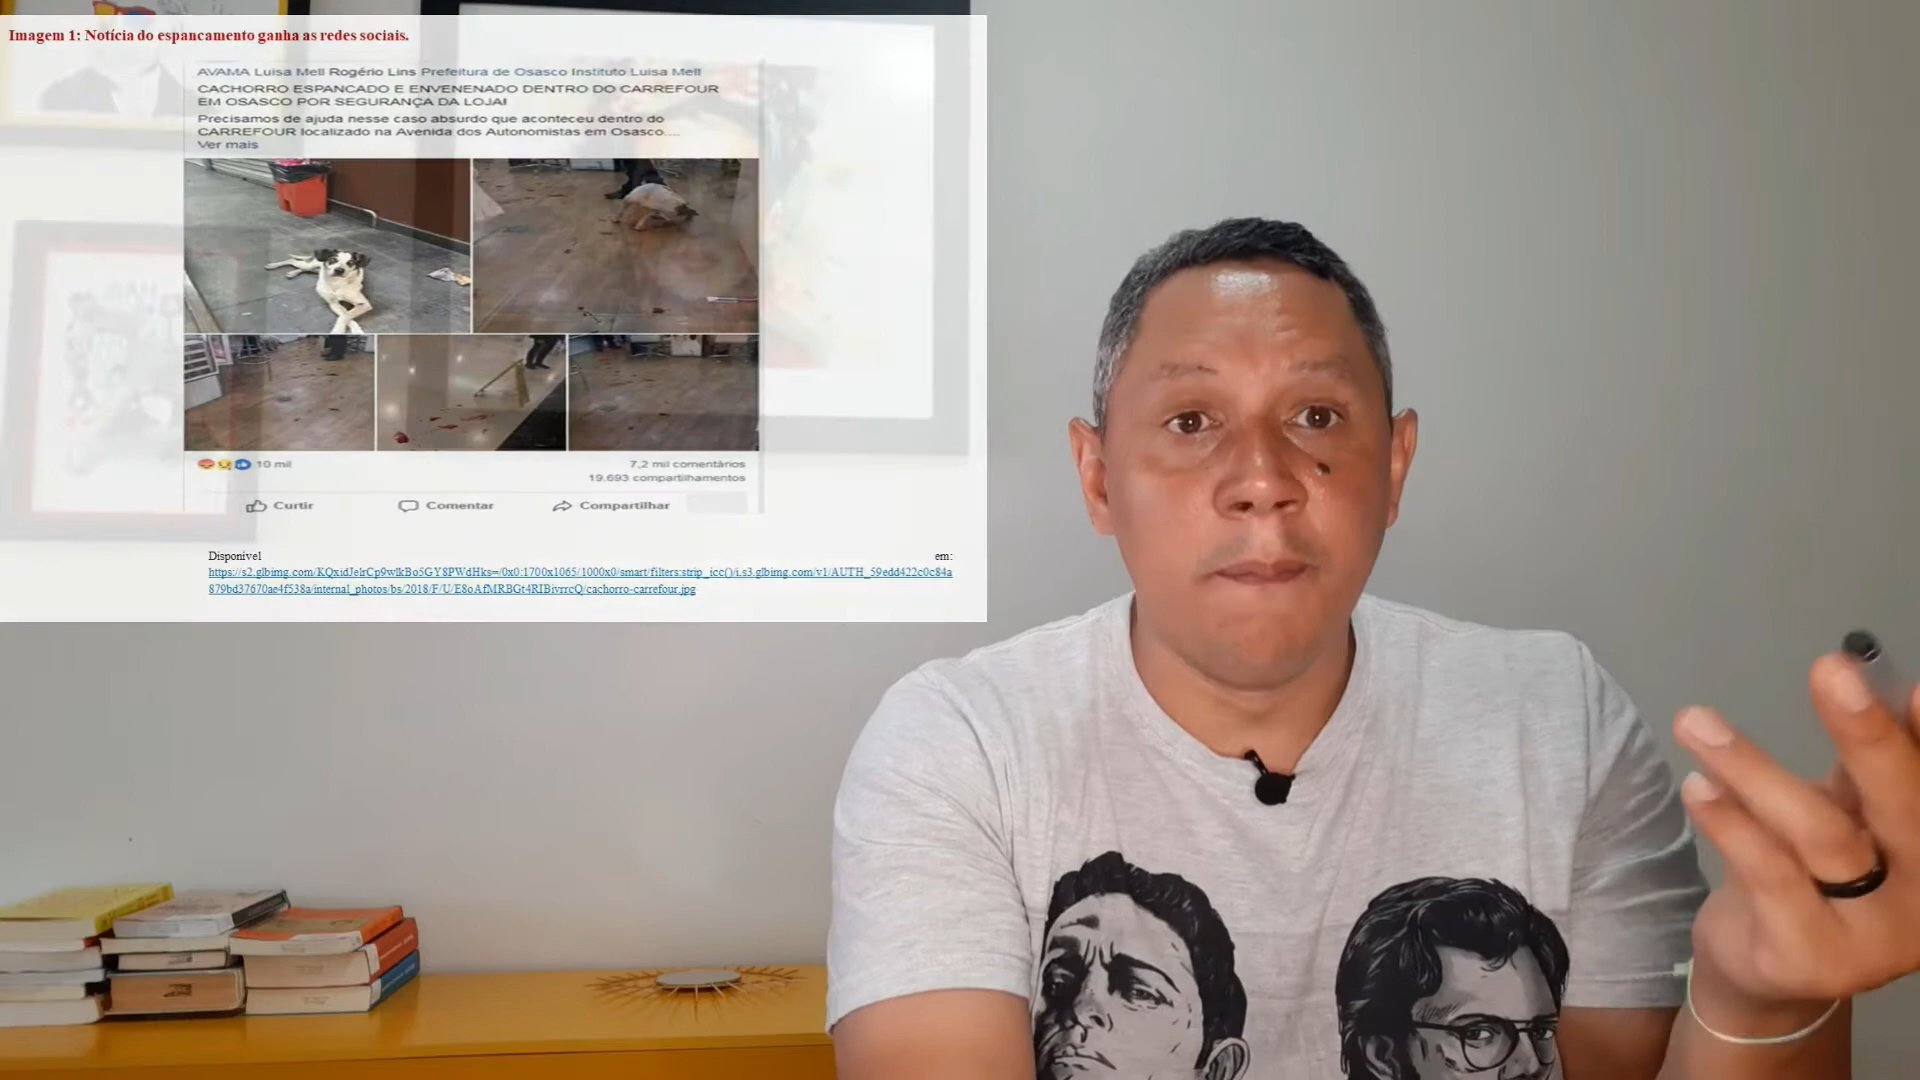 Imagem 1: Notícia do espancamento ganha as redes sociais.
AVAMA Luisa Mell Rogério Lins Prefeitura de Osasco Instituto Luisa Mell
CACHORRO ESPANCADO E ENVENENADO DENTRO DO CARREFOUR
EM OSASCO POR SEGURANÇA DA LOJA!
Precisamos de ajuda nesse caso absurdo que aconteceu dentro do
CARREFOUR localizado na Avenida dos Autonomistas em Osasco....
Ver mais
10 mil
7,2 mil comentários
19.693 compartilhamentos
Curtir Comentar Compartilhar
Disponível em:
https://s2.glbimg.com/KQxidJelrCp9wlkBo5GY8PWdHks=/0x0:1700x1065/1000x0/smart/filters:strip_icc()/i.s3.glbimg.com/v1/AUTH_59edd422c0c84a
879bd37670ae4f538a/internal_photos/bs/2018/F/U/E8oAfMRBGt4RIBivrrcQ/cachorro-carrefour.jpg